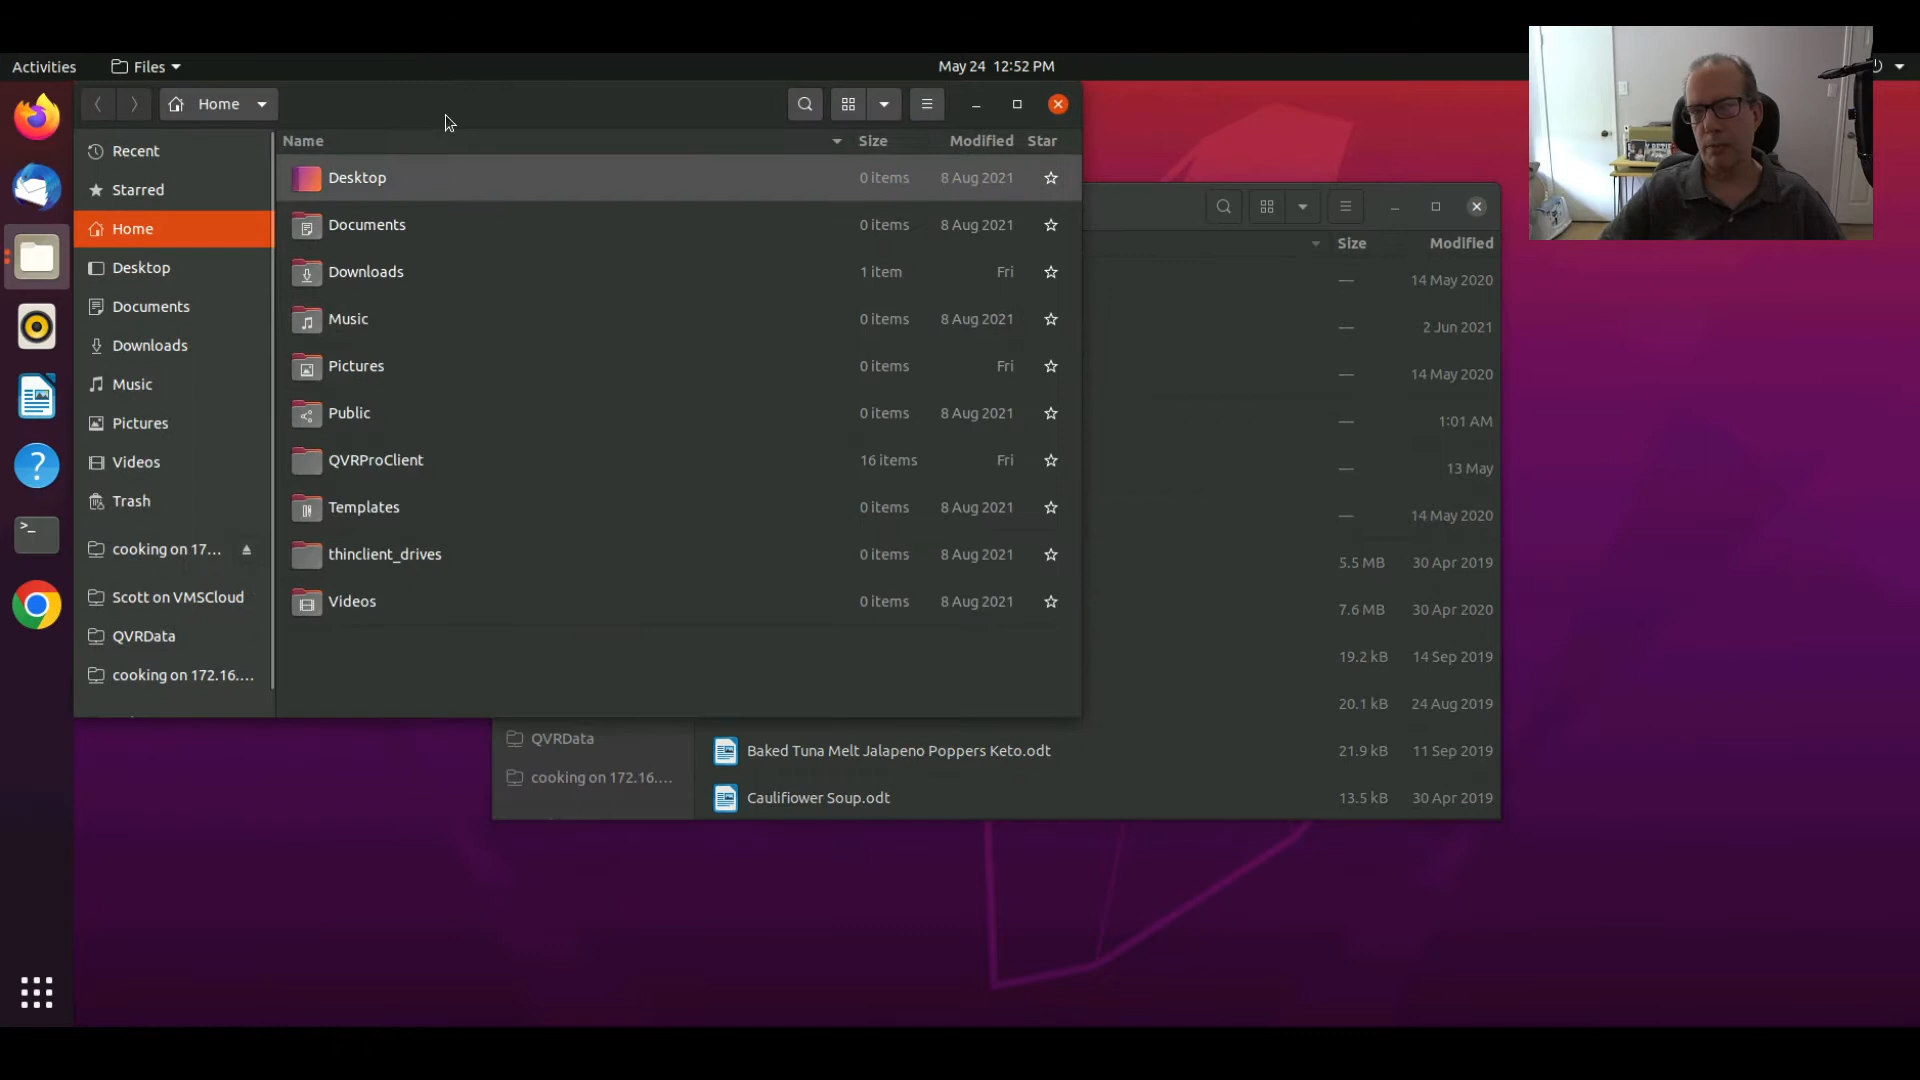 Activities Files May 24 12:52 PM
Home
Name Size Modified Star
Recent
Starred
Home
Desktop
Documents
Downloads
Music
Pictures
Videos
Trash
cooking on 17...
Scott on VMSCloud
QVRData
cooking on 172.16....
Desktop 0 items 8 Aug 2021
Documents 0 items 8 Aug 2021
Downloads 1 item Fri
Music 0 items 8 Aug 2021
Pictures 0 items Fri
Public 0 items 8 Aug 2021
QVRProClient 16 items Fri
Templates 0 items 8 Aug 2021
thinclient_drives 0 items 8 Aug 2021
Videos 0 items 8 Aug 2021
Size Modified
— 14 May 2020
— 2 Jun 2021
— 14 May 2020
— 1:01 AM
— 13 May
— 14 May 2020
5.5 MB 30 Apr 2019
7.6 MB 30 Apr 2020
19.2 kB 14 Sep 2019
20.1 kB 24 Aug 2019
QVRData
cooking on 172.16....
Baked Tuna Melt Jalapeno Poppers Keto.odt 21.9 kB 11 Sep 2019
Cauliflower Soup.odt 13.5 kB 30 Apr 2019